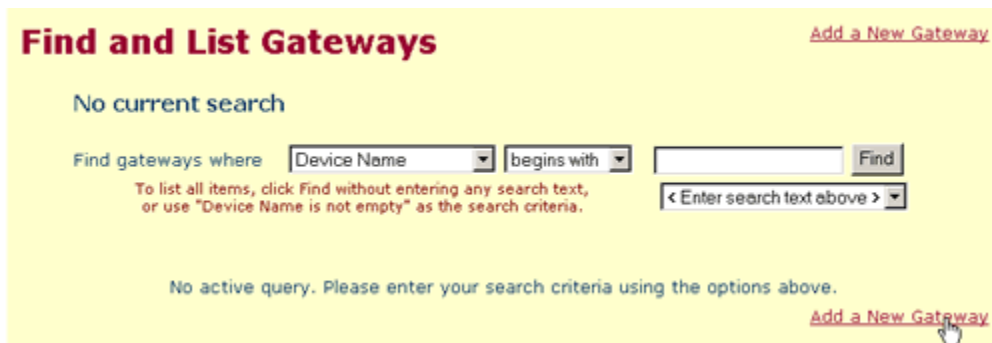 Find and List Gateways
Add a New Gateway
No current search
Find gateways where Device Name begins with Find
To list all items, click Find without entering any search text,
or use "Device Name is not empty" as the search criteria.
< Enter search text above >
No active query. Please enter your search criteria using the options above.
Add a New Gateway